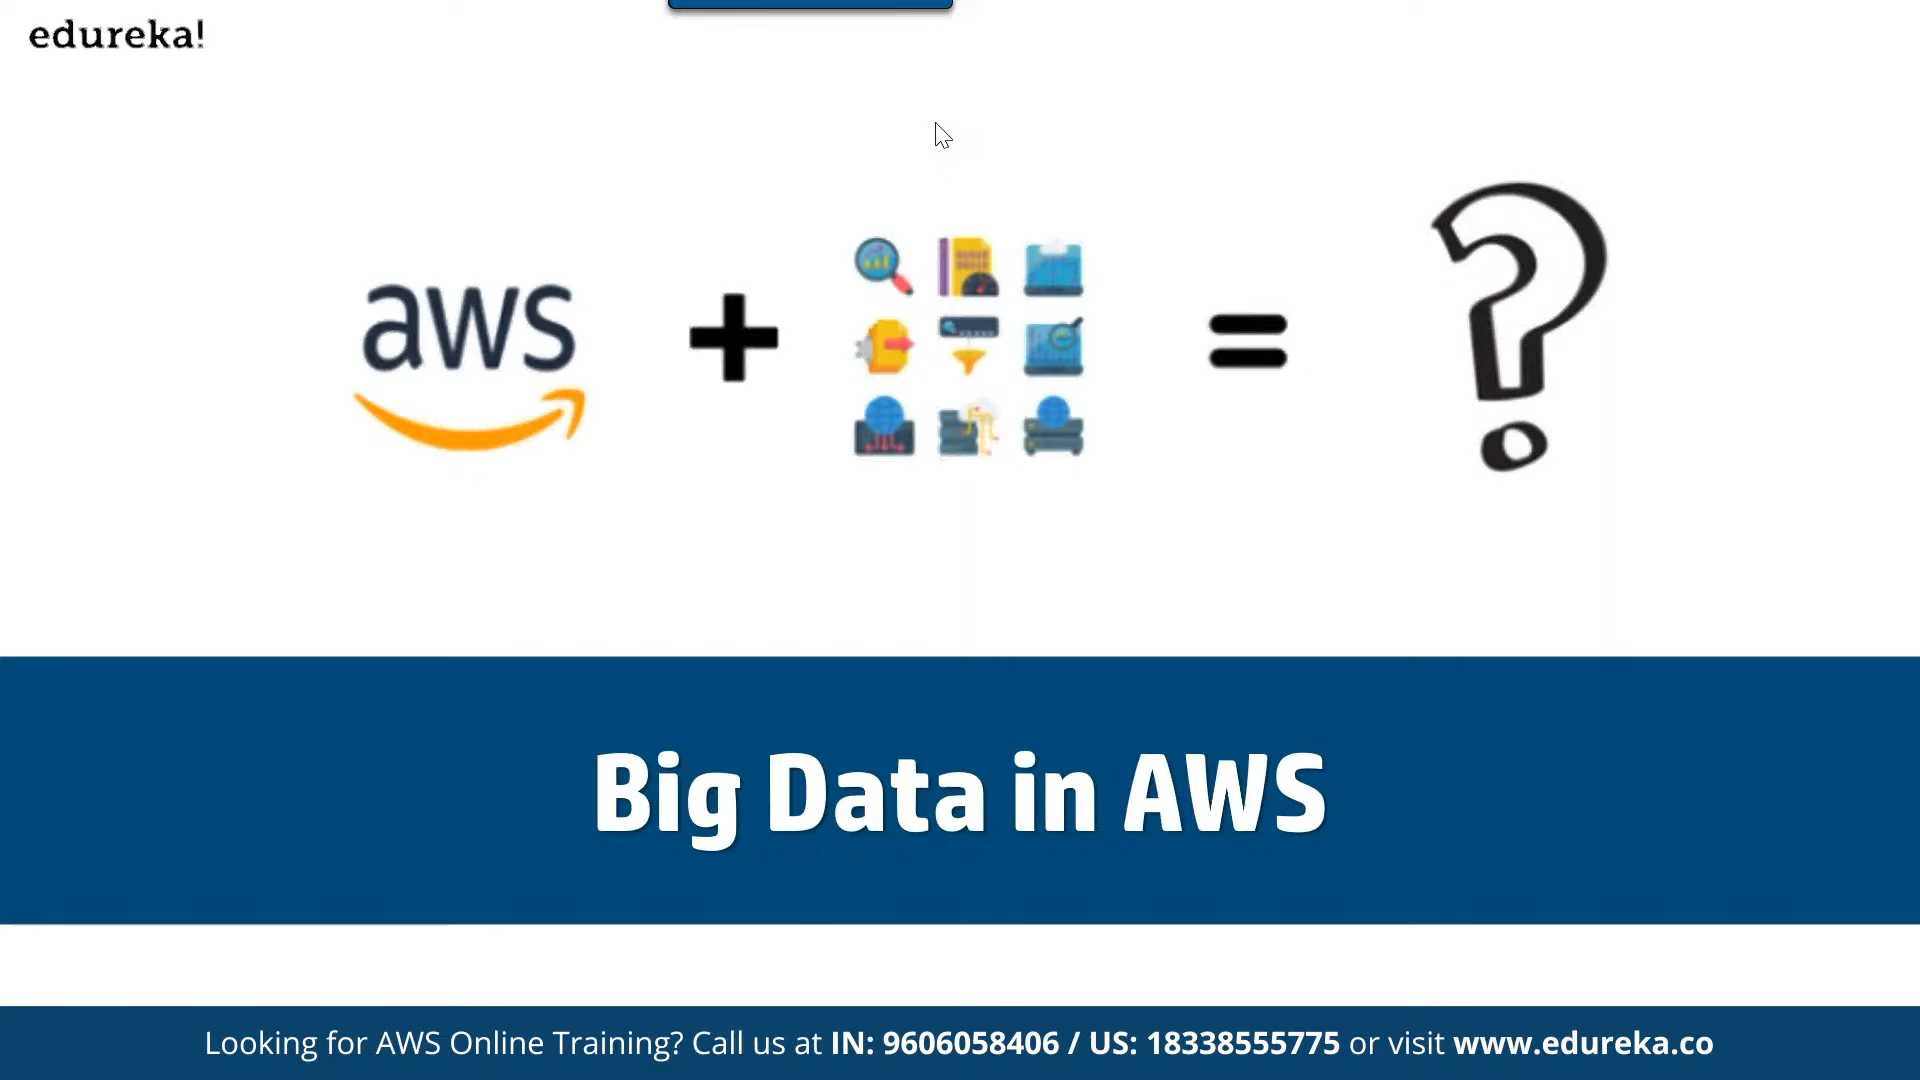 edureka!
aws
+
=
?
Big Data in AWS
Looking for AWS Online Training? Call us at IN: 9606058406 / US: 18338555775 or visit www.edureka.co